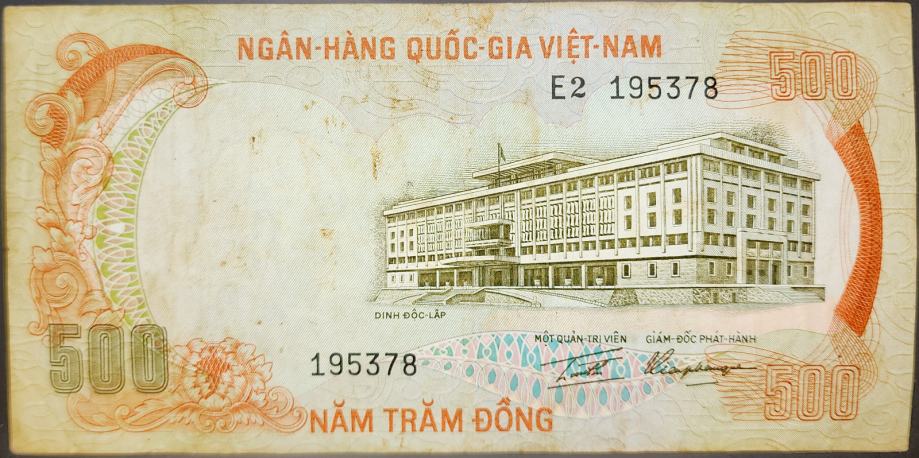 NGÂN-HÀNG QUỐC-GIA VIỆT-NAM
500
E2 195378
DINH ĐỘC-LẬP
MỘT QUẢN-TRỊ VIÊN GIÁM-ĐỐC PHÁT-HÀNH
500
195378
500
NĂM TRĂM ĐỒNG